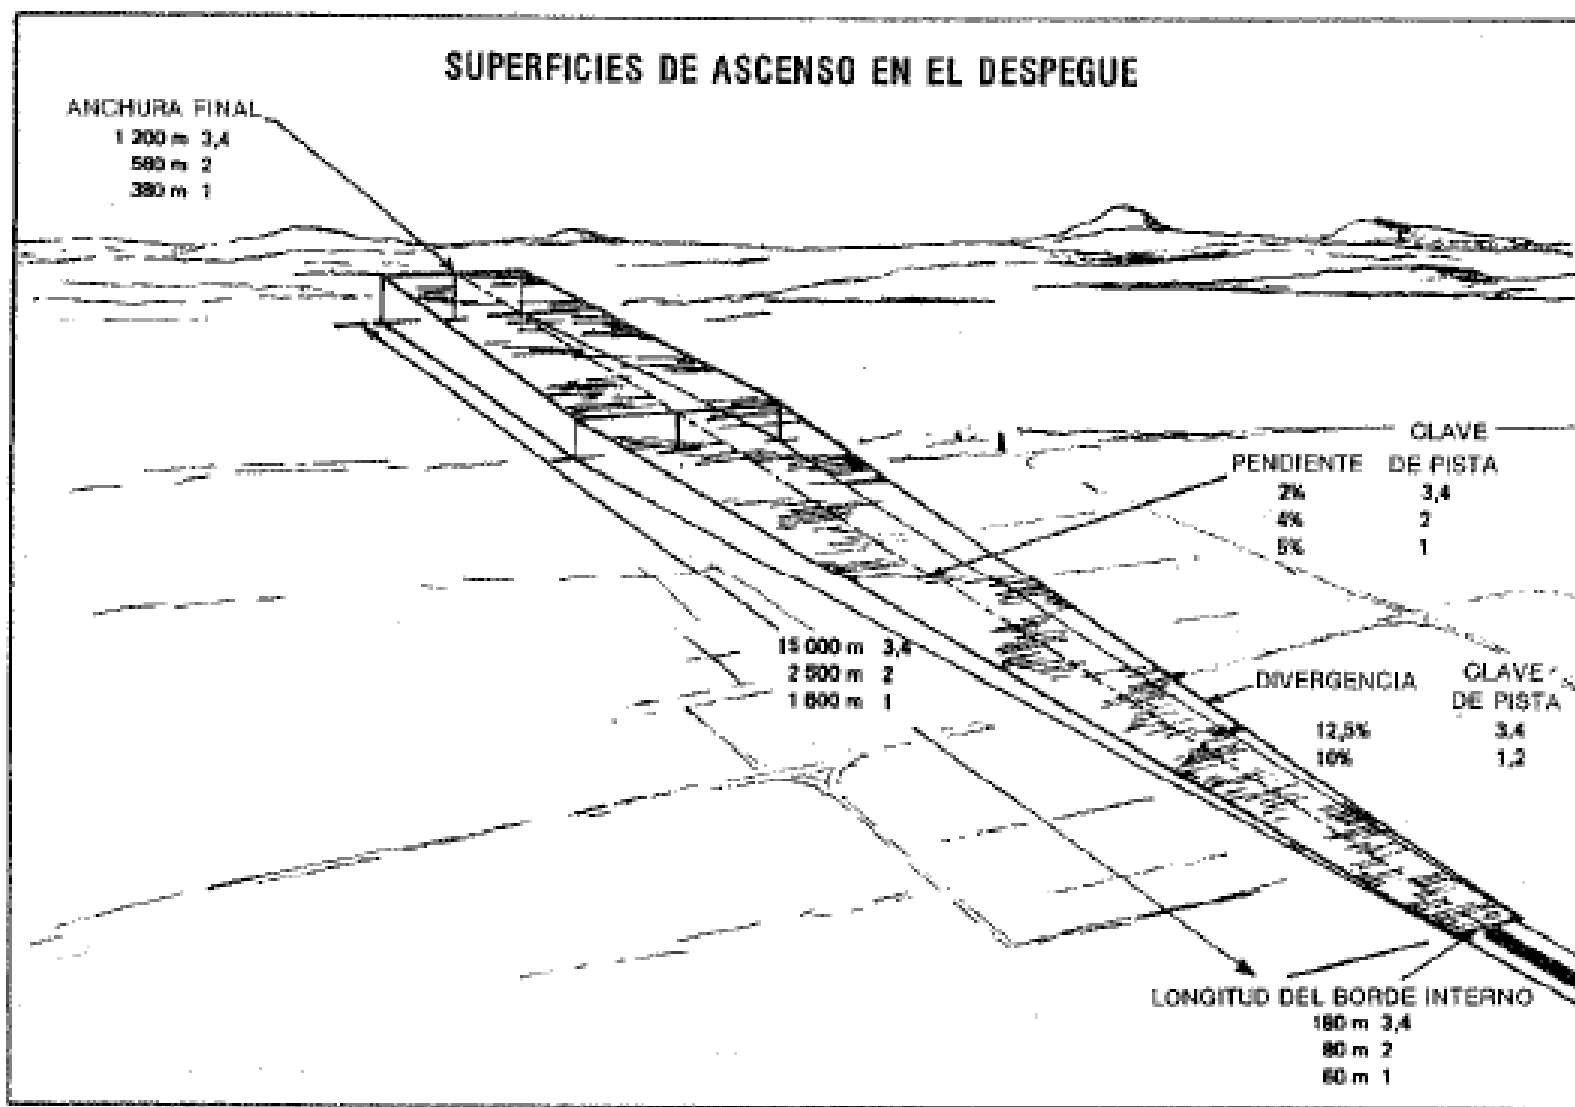 SUPERFICIES DE ASCENSO EN EL DESPEGUE
ANCHURA FINAL
1 200 m 3,4
580 m 2
380 m 1
CLAVE
PENDIENTE DE PISTA
2% 3,4
4% 2
5% 1
15 000 m 3,4
2 500 m 2
1 600 m 1
DIVERGENCIA CLAVE
DE PISTA
12,5% 3,4
10% 1,2
LONGITUD DEL BORDE INTERNO
180 m 3,4
80 m 2
60 m 1